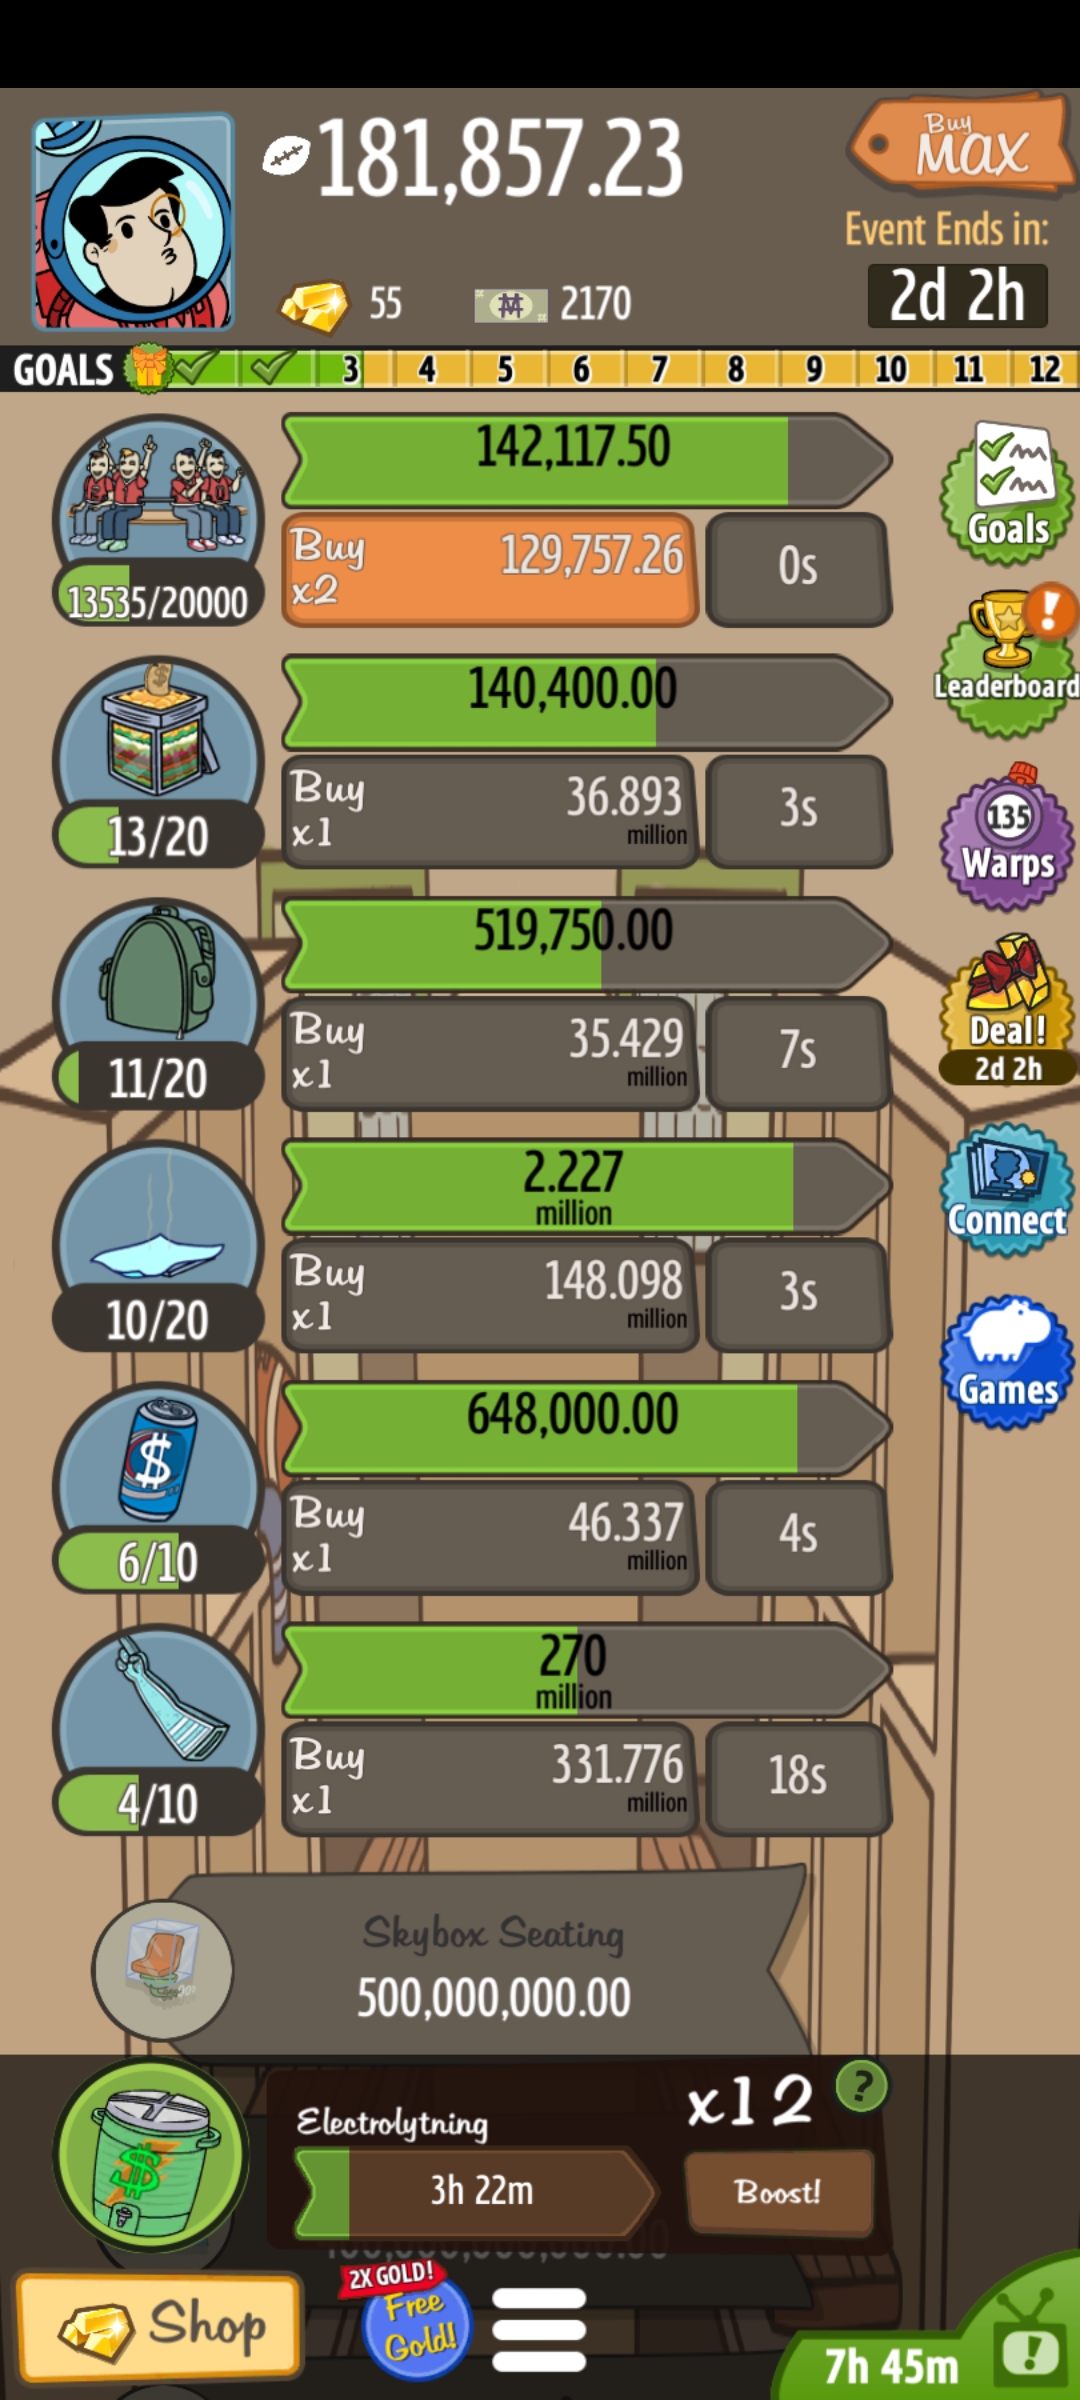 181,857.23
Buy
MAX
Event Ends in:
2d 2h
55
2170
GOALS
3 4 5 6 7 8 9 10 11 12
142,117.50
Buy
x2
129,757.26
0s
13535/20000
Goals
140,400.00
Buy
x1
36.893
million
3s
13/20
Leaderboard
519,750.00
Buy
x1
35.429
million
7s
11/20
135
Warps
2.227
million
Buy
x1
148.098
million
3s
10/20
Deal!
2d 2h
648,000.00
Buy
x1
46.337
million
4s
6/10
Connect
270
million
Buy
x1
331.776
million
18s
4/10
Games
Skybox Seating
500,000,000.00
Electrolytning
x12
?
3h 22m
Boost!
Shop
2X GOLD!
Free
Gold!
7h 45m